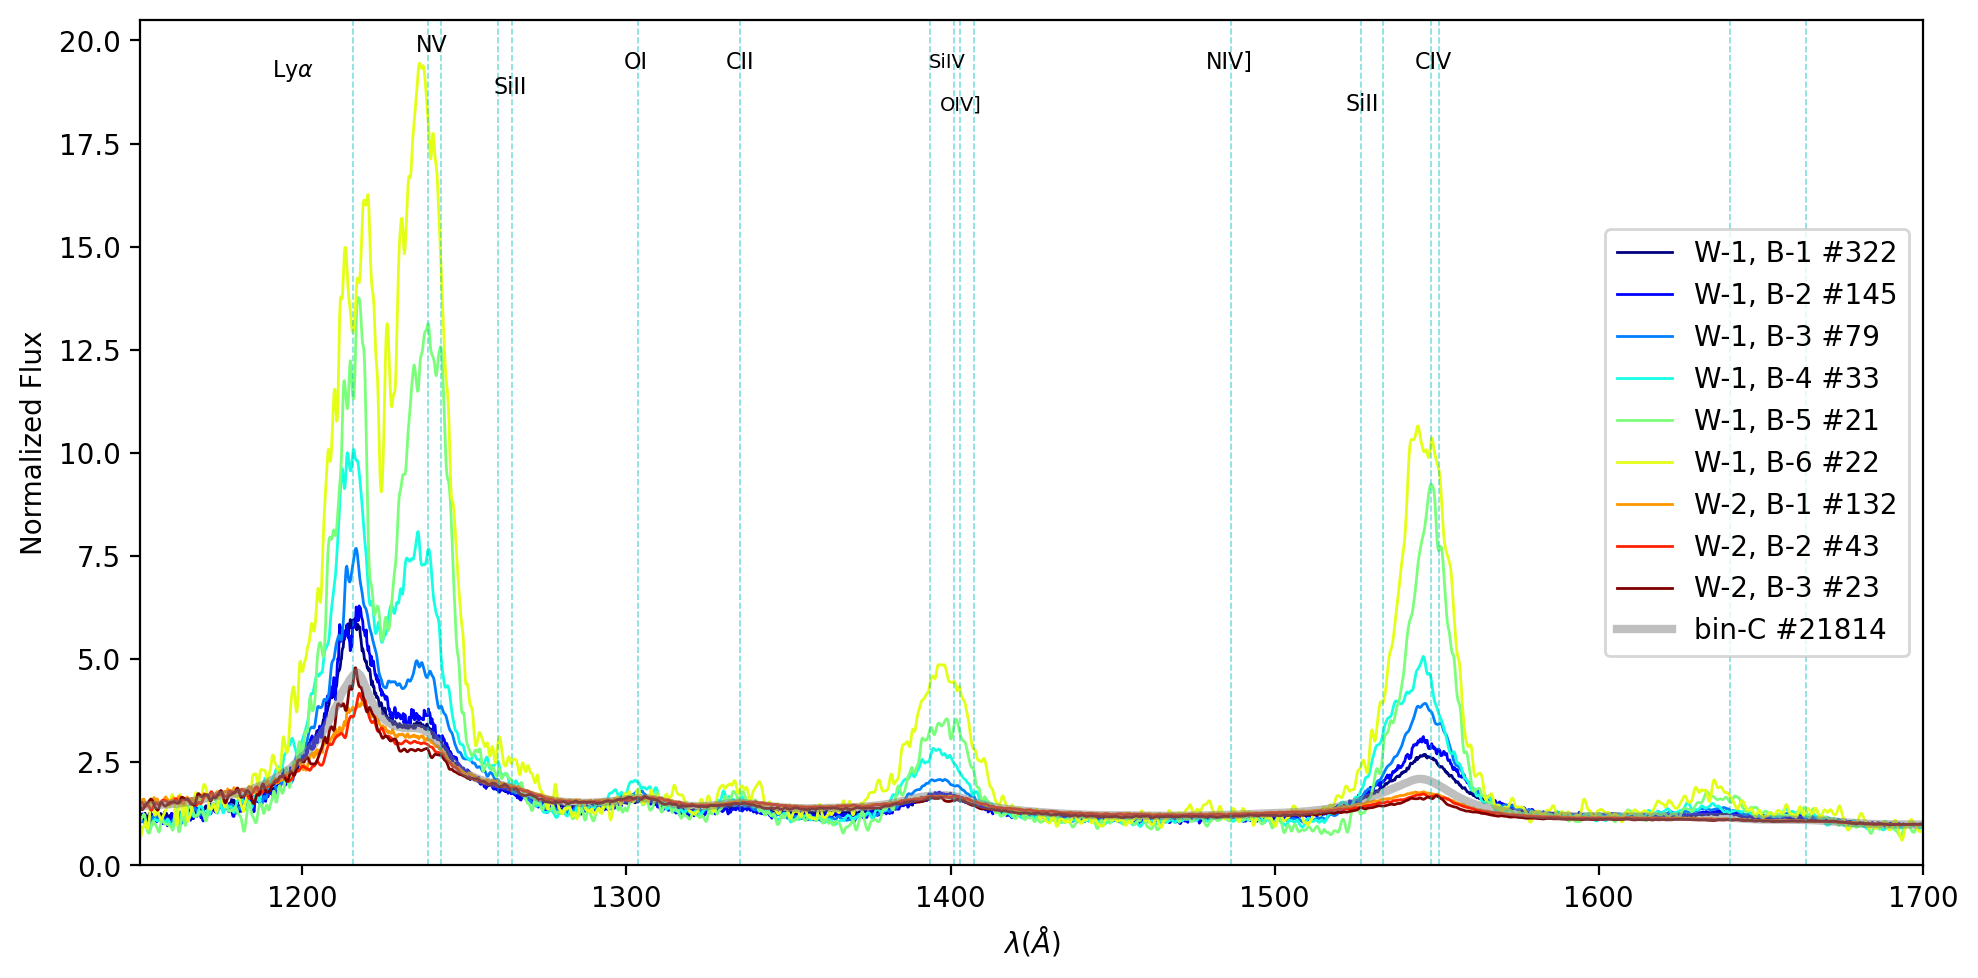 20.0
17.5
15.0
12.5
10.0
7.5
5.0
2.5
0.0
Normalized Flux
Lyα
NV
SiII
OI
CII
SiIV
OIV]
NIV]
SiII
CIV
W-1, B-1 #322
W-1, B-2 #145
W-1, B-3 #79
W-1, B-4 #33
W-1, B-5 #21
W-1, B-6 #22
W-2, B-1 #132
W-2, B-2 #43
W-2, B-3 #23
bin-C #21814
1200
1300
1400
1500
1600
1700
λ(Å)